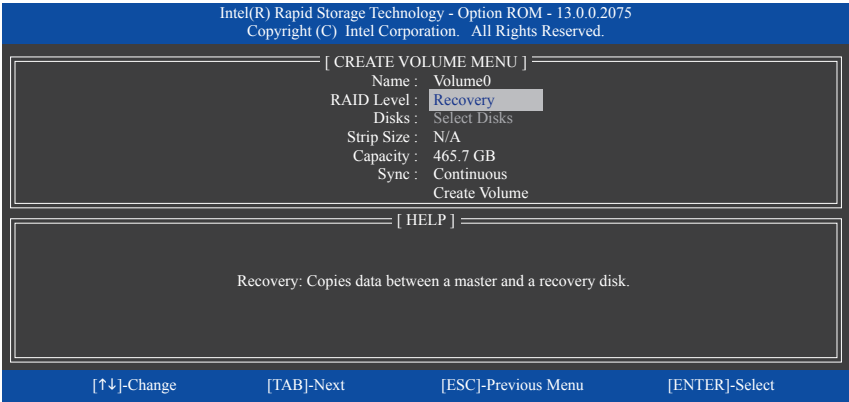 Intel(R) Rapid Storage Technology - Option ROM - 13.0.0.2075
Copyright (C) Intel Corporation. All Rights Reserved.
[ CREATE VOLUME MENU ]
Name : Volume0
RAID Level : Recovery
Disks : Select Disks
Strip Size : N/A
Capacity : 465.7 GB
Sync : Continuous
Create Volume
[ HELP ]
Recovery: Copies data between a master and a recovery disk.
[↑↓]-Change [TAB]-Next [ESC]-Previous Menu [ENTER]-Select